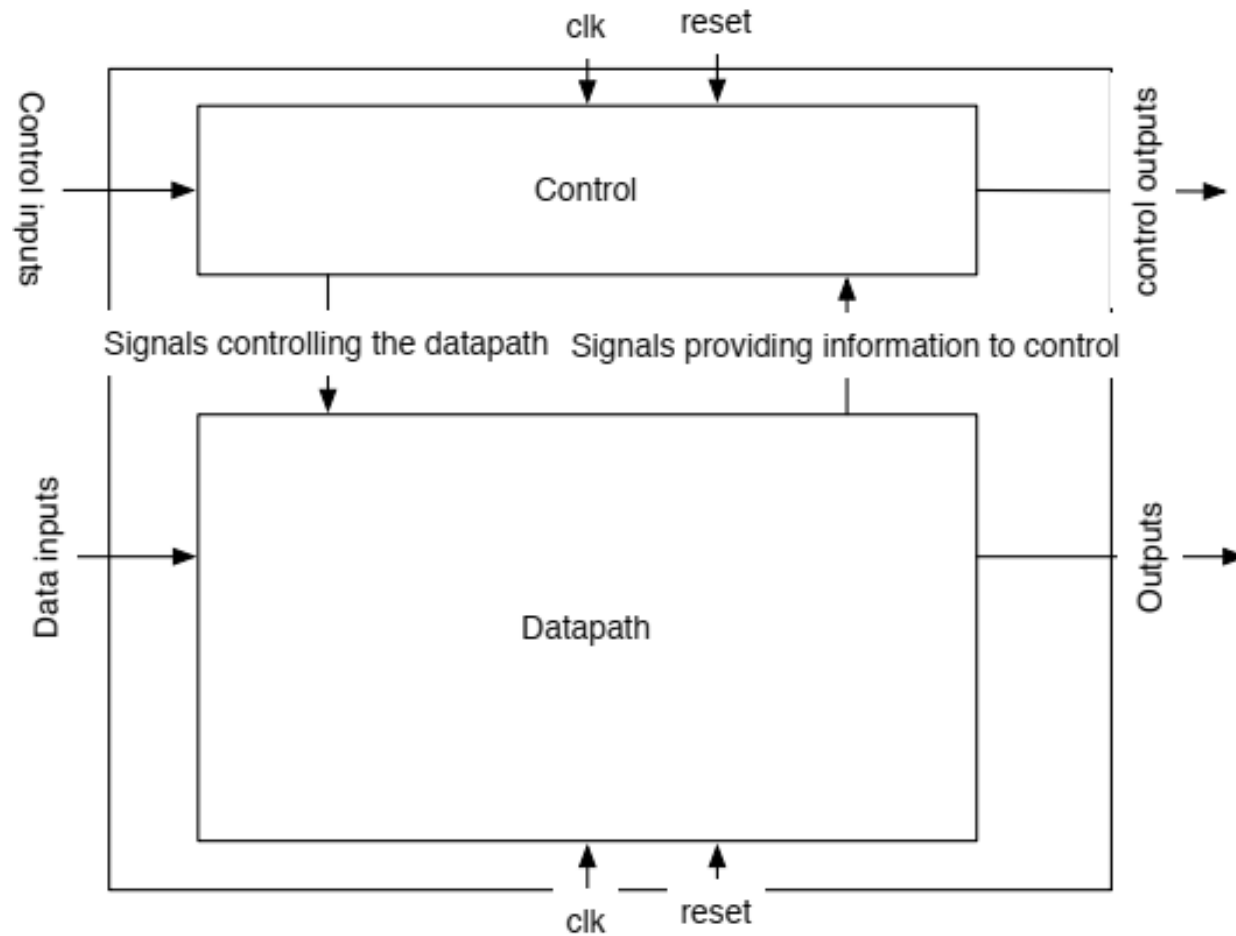 clk
reset
Control inputs
Control
control outputs
Signals controlling the datapath
Signals providing information to control
Data inputs
Datapath
Outputs
clk
reset